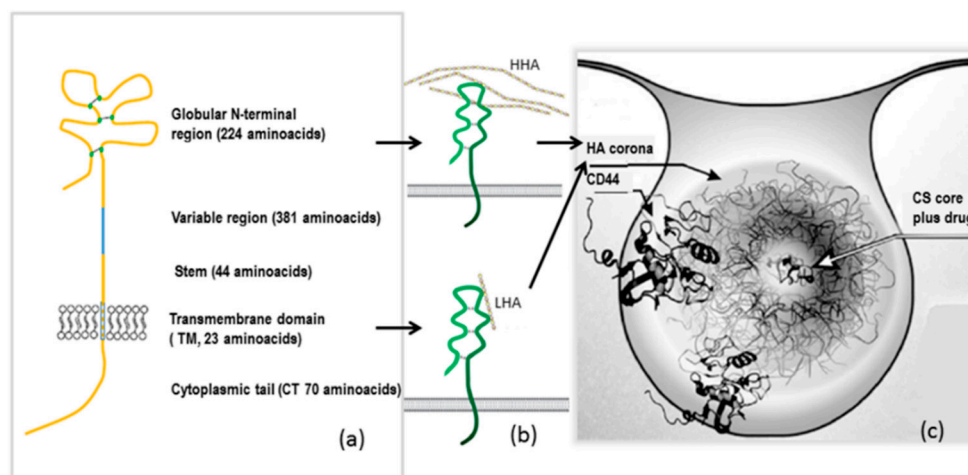 Globular N-terminal
region (224 aminoacids)
Variable region (381 aminoacids)
Stem (44 aminoacids)
Transmembrane domain
( TM, 23 aminoacids)
Cytoplasmic tail (CT 70 aminoacids)
(a)
HHA
LHA
(b)
HA corona
CD44
CS core
plus drug
(c)